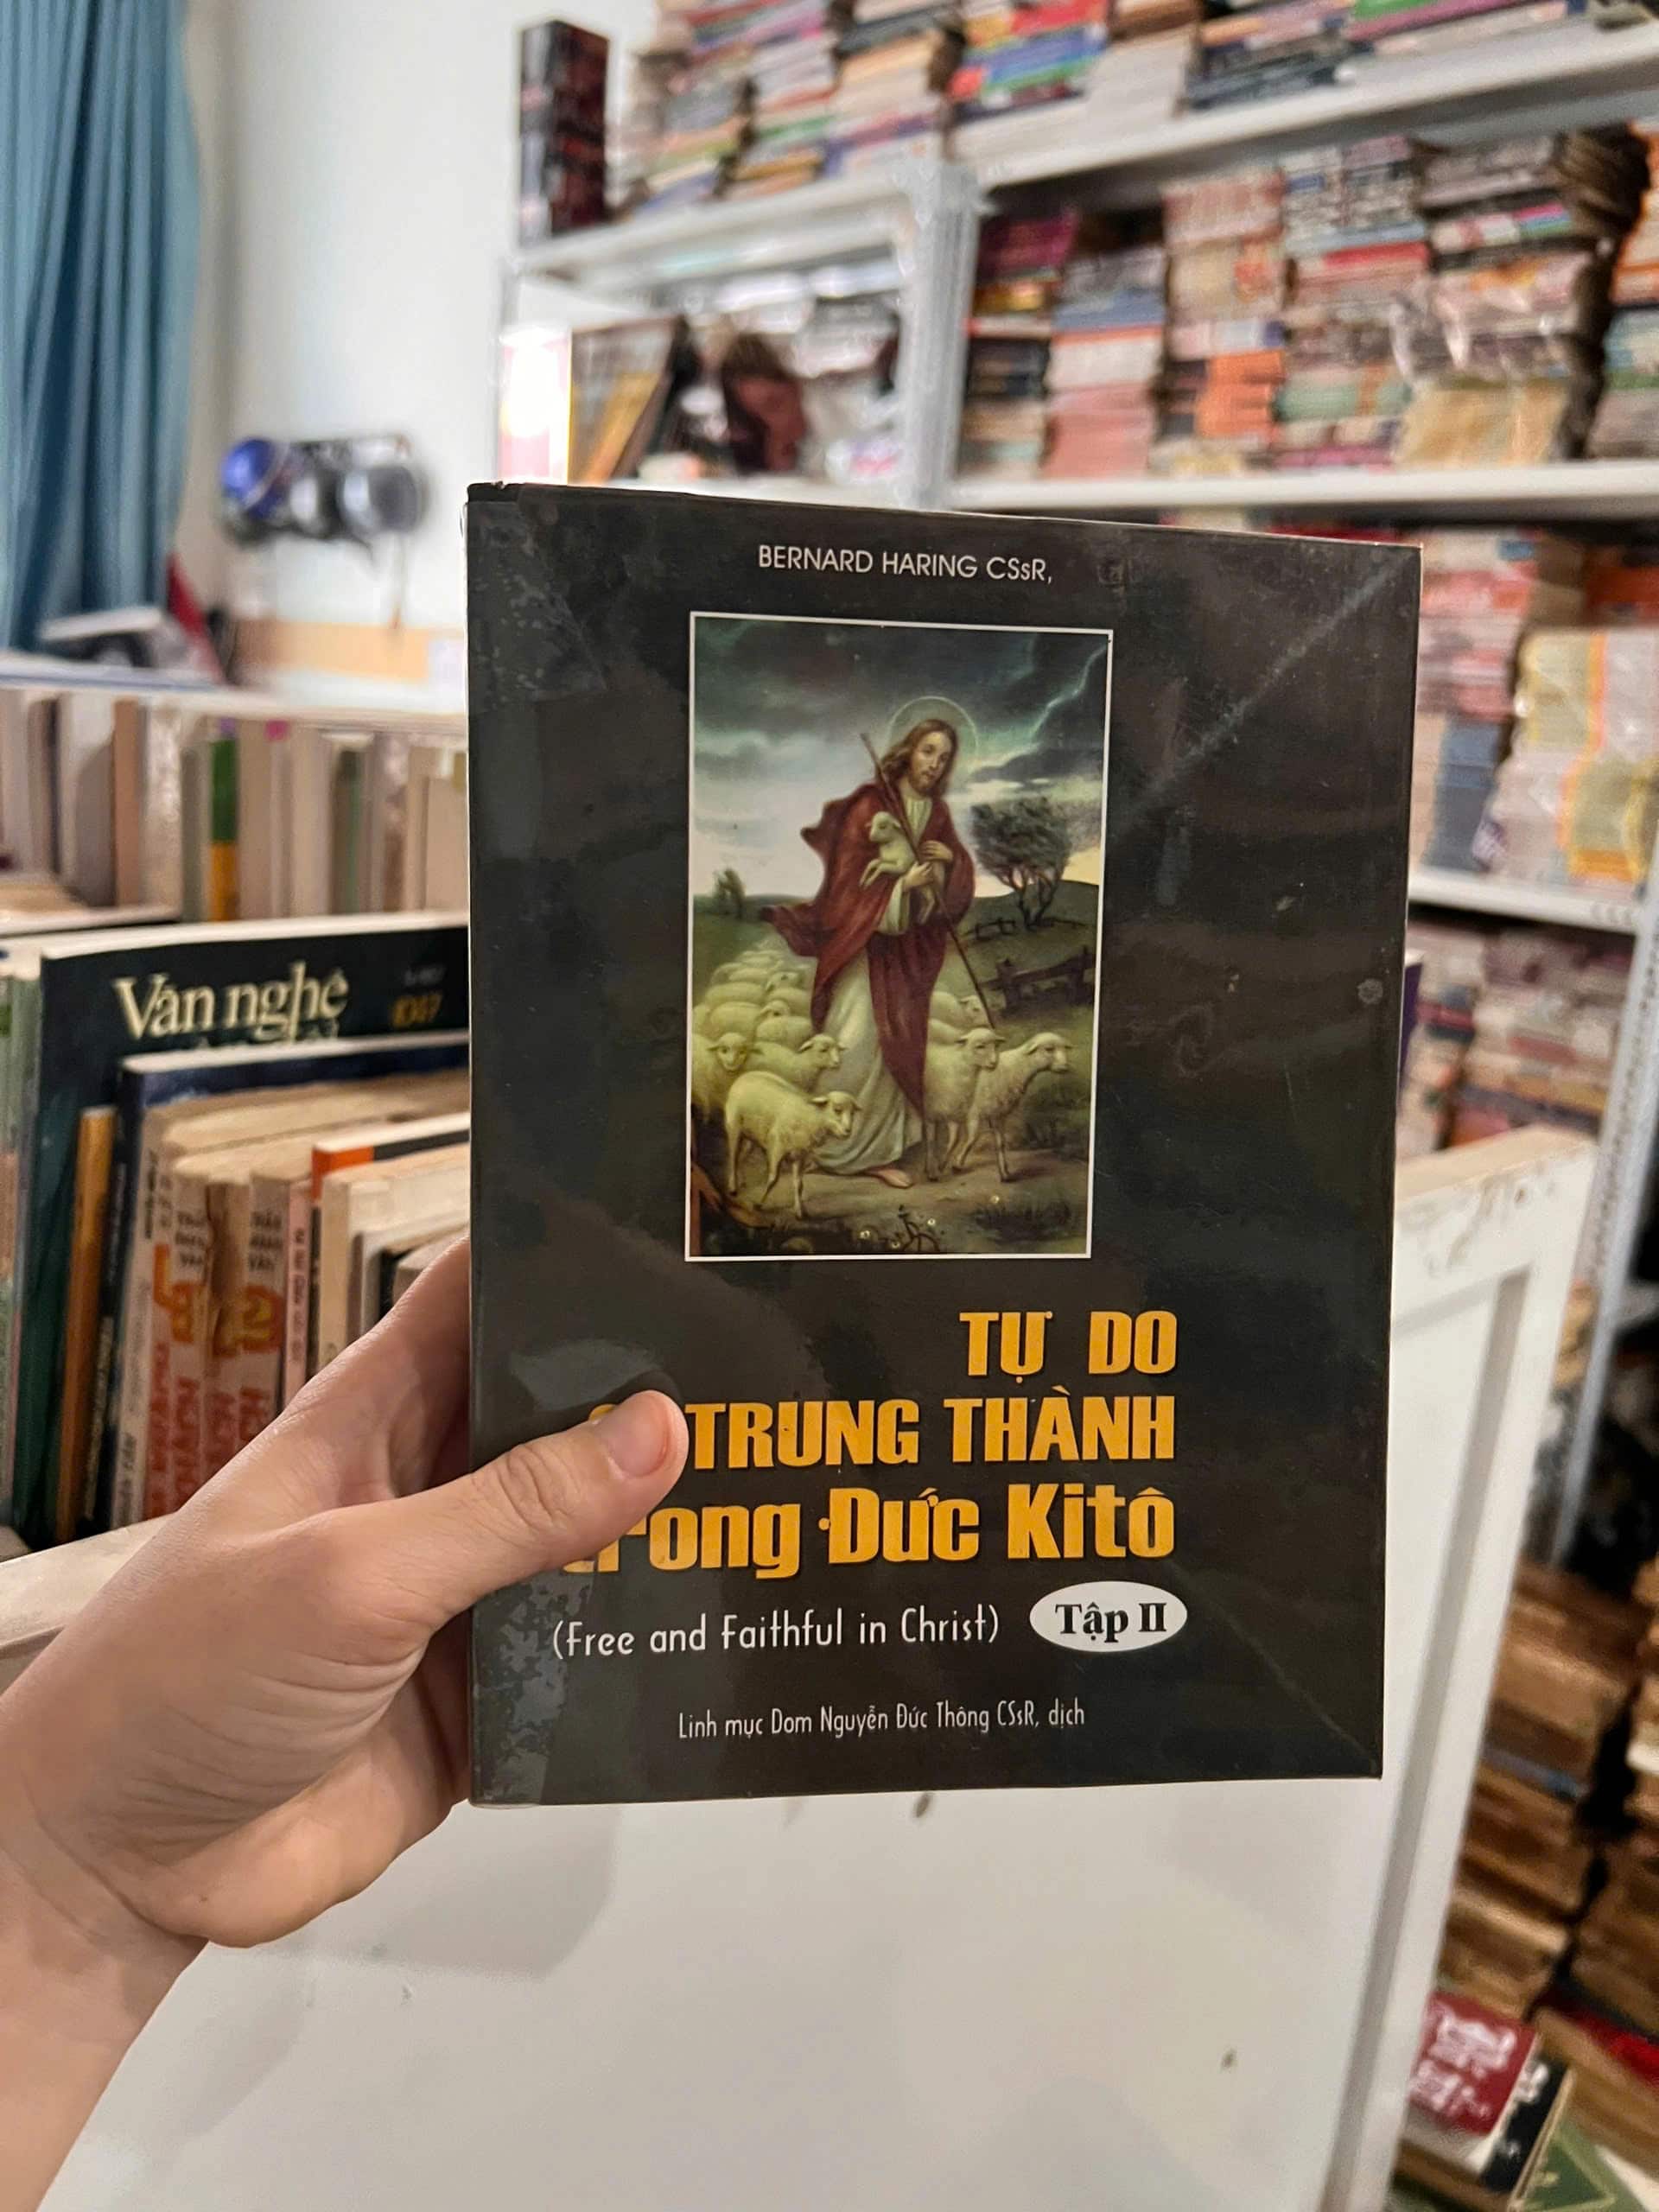 BERNARD HARING CSsR,
TỰ DO
TRUNG THÀNH
trong Đức Kitô
(Free and Faithful in Christ)
Tập II
Linh mục Dom Nguyễn Đức Thông CSsR, dịch
Văn nghệ